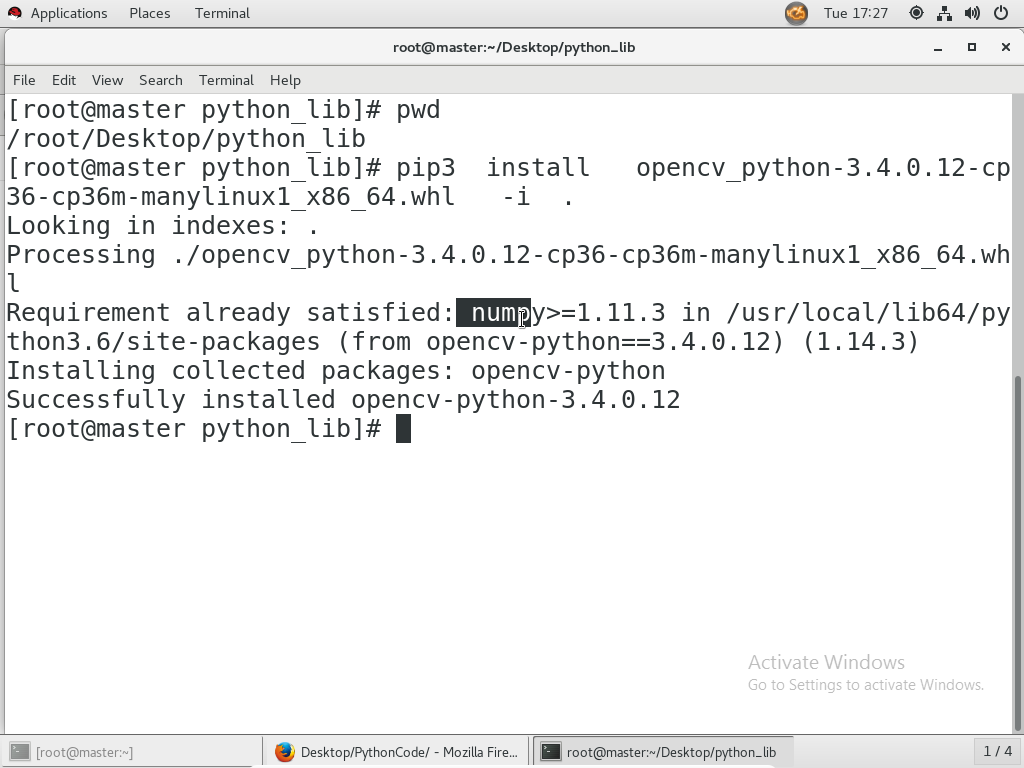 Applications Places Terminal Tue 17:27
root@master:~/Desktop/python_lib
File Edit View Search Terminal Help
[root@master python_lib]# pwd
/root/Desktop/python_lib
[root@master python_lib]# pip3  install   opencv_python-3.4.0.12-cp
36-cp36m-manylinux1_x86_64.whl   -i  .
Looking in indexes: .
Processing ./opencv_python-3.4.0.12-cp36-cp36m-manylinux1_x86_64.wh
l
Requirement already satisfied: numpy>=1.11.3 in /usr/local/lib64/py
thon3.6/site-packages (from opencv-python==3.4.0.12) (1.14.3)
Installing collected packages: opencv-python
Successfully installed opencv-python-3.4.0.12
[root@master python_lib]#
Activate Windows
Go to Settings to activate Windows.
[root@master:~] Desktop/PythonCode/ - Mozilla Fire... root@master:~/Desktop/python_lib 1 / 4